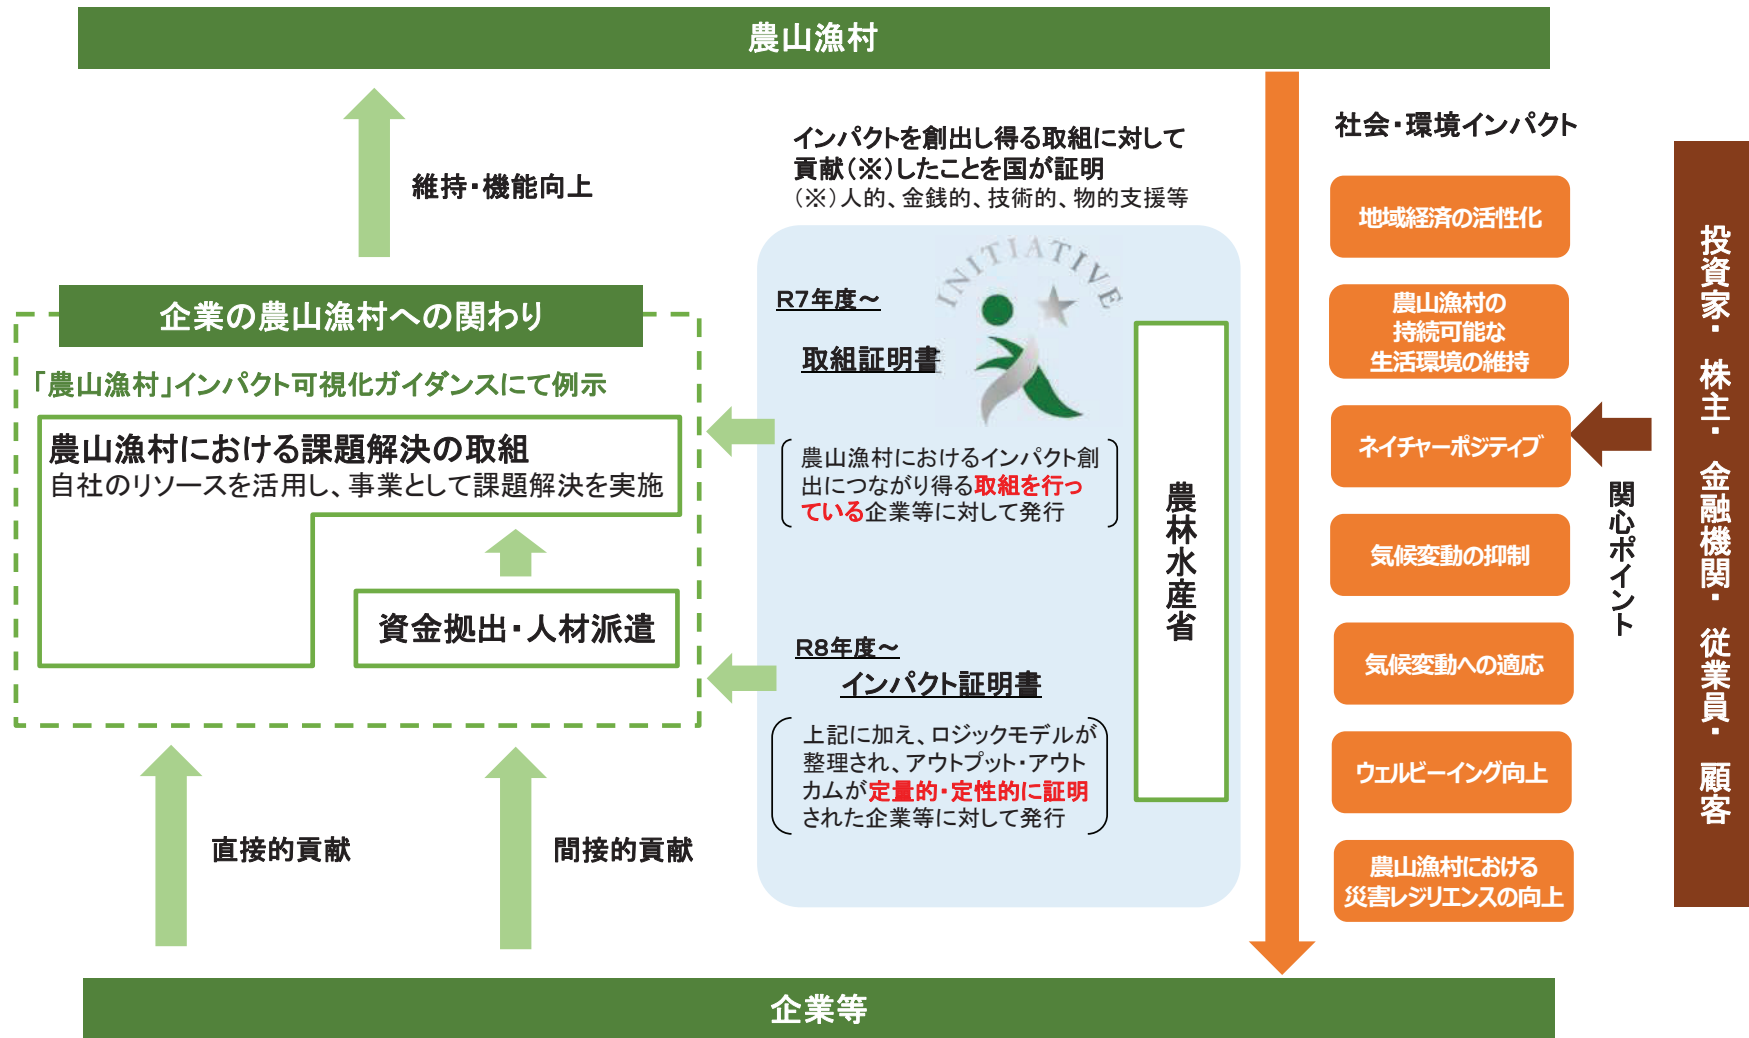 農山漁村
維持・機能向上
インパクトを創出し得る取組に対して
貢献(※)したことを国が証明
(※)人的、金銭的、技術的、物的支援等
企業の農山漁村への関わり
「農山漁村」インパクト可視化ガイダンスにて例示
農山漁村における課題解決の取組
自社のリソースを活用し、事業として課題解決を実施
資金拠出・人材派遣
直接的貢献
間接的貢献
INITIATIVE
R7年度～
取組証明書
農山漁村におけるインパクト創
出につながり得る取組を行っ
ている企業等に対して発行
R8年度～
インパクト証明書
上記に加え、ロジックモデルが
整理され、アウトプット・アウト
カムが定量的・定性的に証明
された企業等に対して発行
農林水産省
社会・環境インパクト
地域経済の活性化
農山漁村の
持続可能な
生活環境の維持
ネイチャーポジティブ
気候変動の抑制
気候変動への適応
ウェルビーイング向上
農山漁村における
災害レジリエンスの向上
関心ポイント
投資家・株主・金融機関・従業員・顧客
企業等